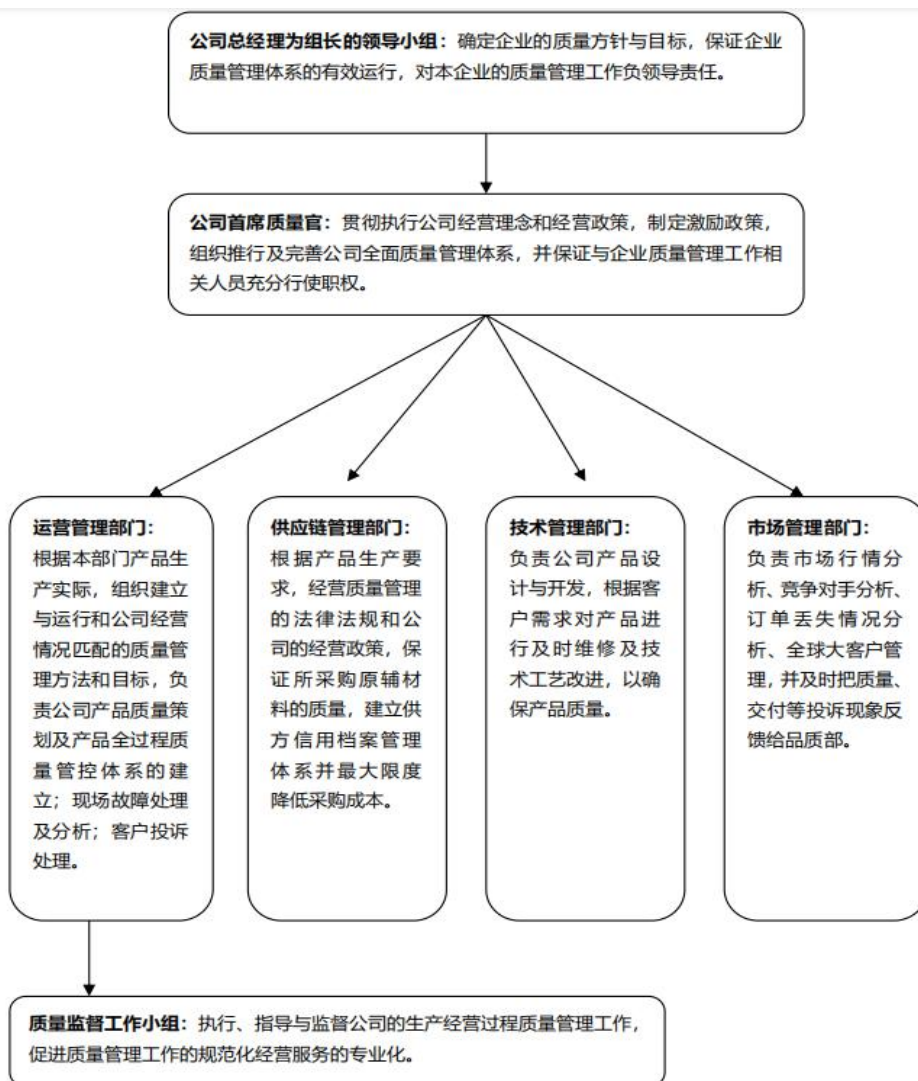 公司总经理为组长的领导小组：确定企业的质量方针与目标，保证企业
质量管理体系的有效运行，对本企业的质量管理工作负领导责任。
公司首席质量官：贯彻执行公司经营理念和经营政策，制定激励政策，
组织推行及完善公司全面质量管理体系，并保证与企业质量管理工作相
关人员充分行使职权。
运营管理部门：
根据本部门产品生
产实际，组织建立
与运行和公司经营
情况匹配的质量管
理方法和目标，负
责公司产品质量策
划及产品全过程质
量管控体系的建
立；现场故障处理
及分析；客户投诉
处理。
供应链管理部门：
根据产品生产要
求，经营质量管理
的法律法规和公
司的经营政策，保
证所采购原辅材
料的质量，建立供
方信用档案管理
体系并最大限度
降低采购成本。
技术管理部门：
负责公司产品设
计与开发，根据客
户需求对产品进
行及时维修及技
术工艺改进，以确
保产品质量。
市场管理部门：
负责市场行情分
析、竞争对手分析、
订单丢失情况分
析、全球大客户管
理，并及时把质量、
交付等投诉现象反
馈给品质部。
质量监督工作小组：执行、指导与监督公司的生产经营过程质量管理工作，
促进质量管理工作的规范化经营服务的专业化。